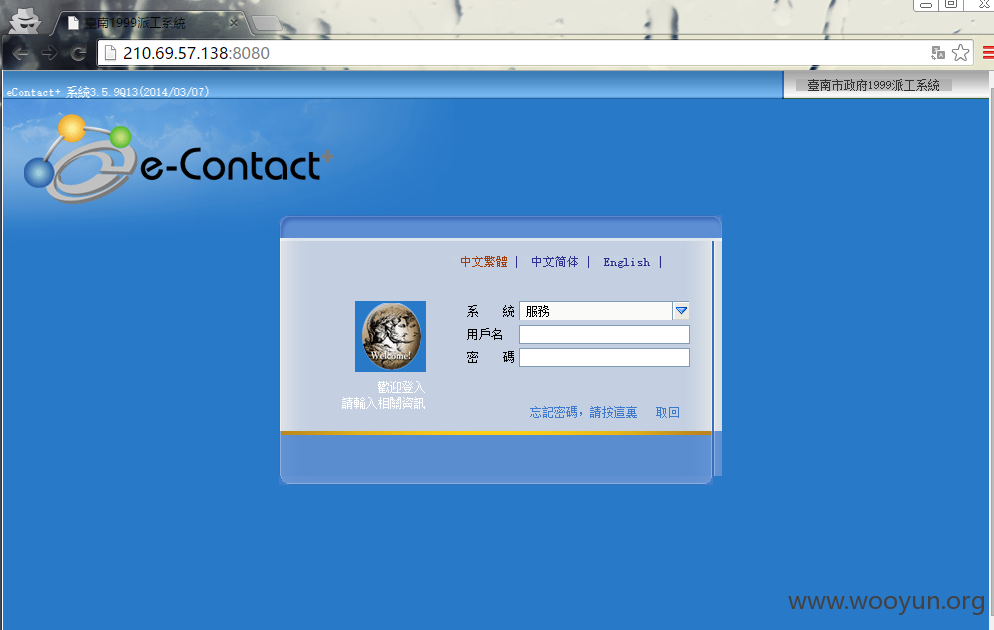 臺南1999派工系統
210.69.57.138:8080
eContact+ 系統3.5.9Q13(2014/03/07)
臺南市政府1999派工系統
e-Contact+
中文繁體 | 中文简体 | English |
系 統 服務
用戶名
密 碼
Welcome!
歡迎登入
請輸入相關資訊
忘記密碼，請按這裏 取回
www.wooyun.org